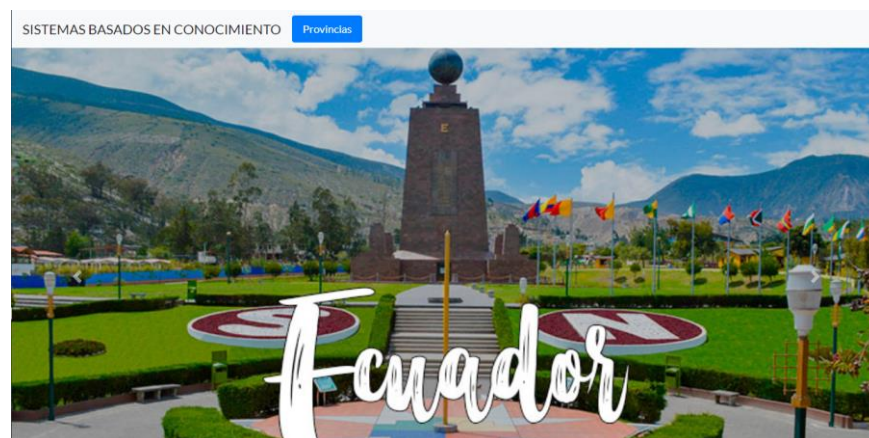 SISTEMAS BASADOS EN CONOCIMIENTO
Provincias
E
S
N
Ecuador